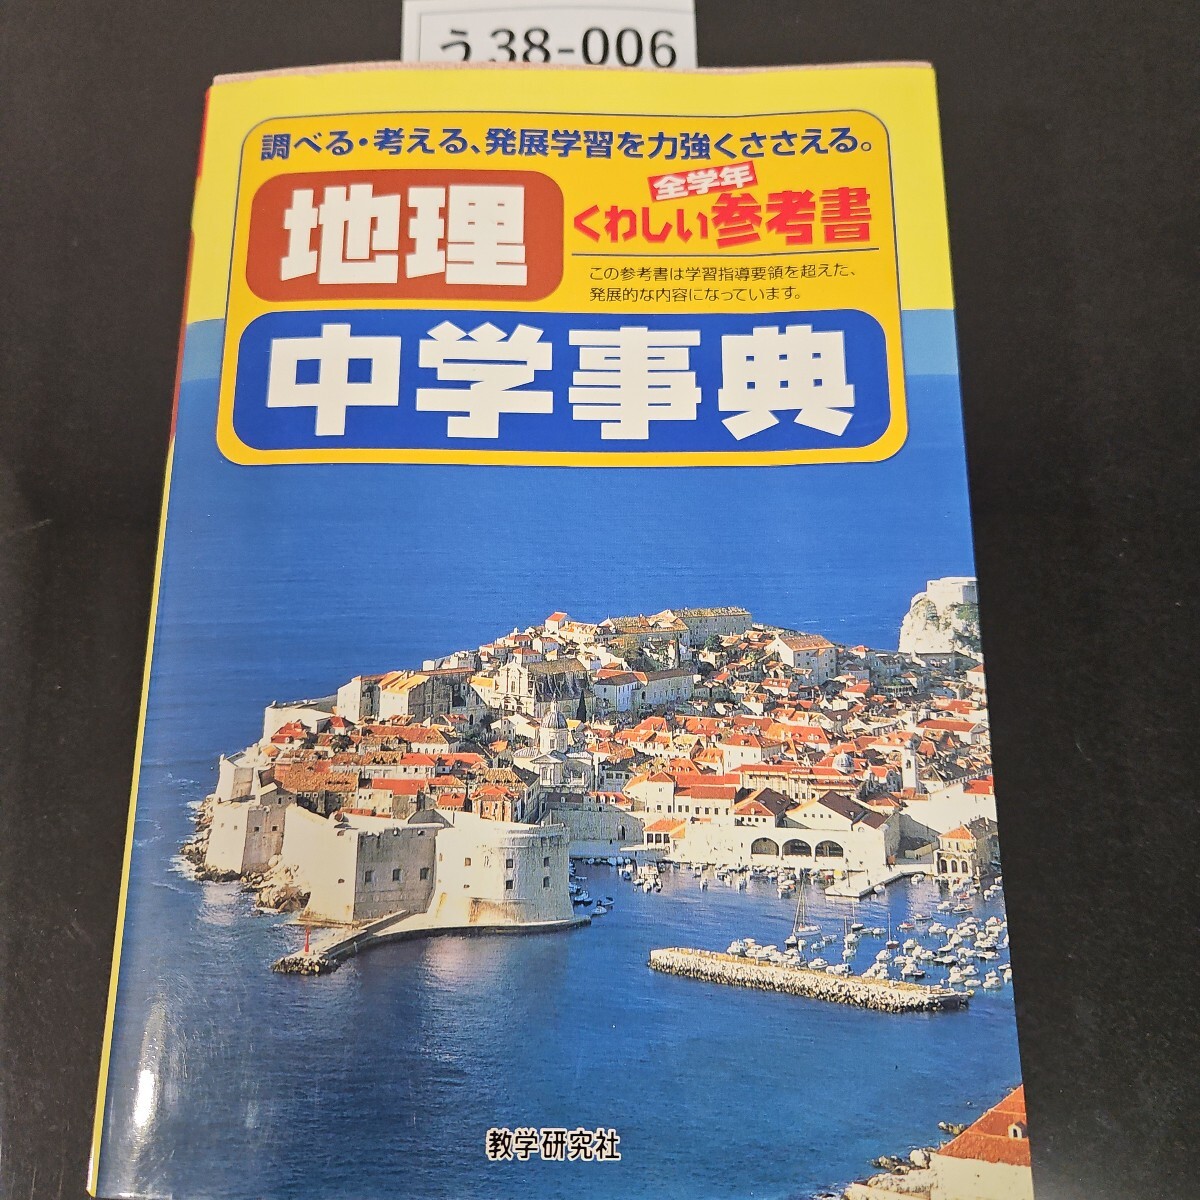 う38-006
調べる・考える、発展学習を力強くささえる。
地理
全学年
くわしい参考書
この参考書は学習指導要領を超えた、
発展的な内容になっています。
中学事典
教学研究社